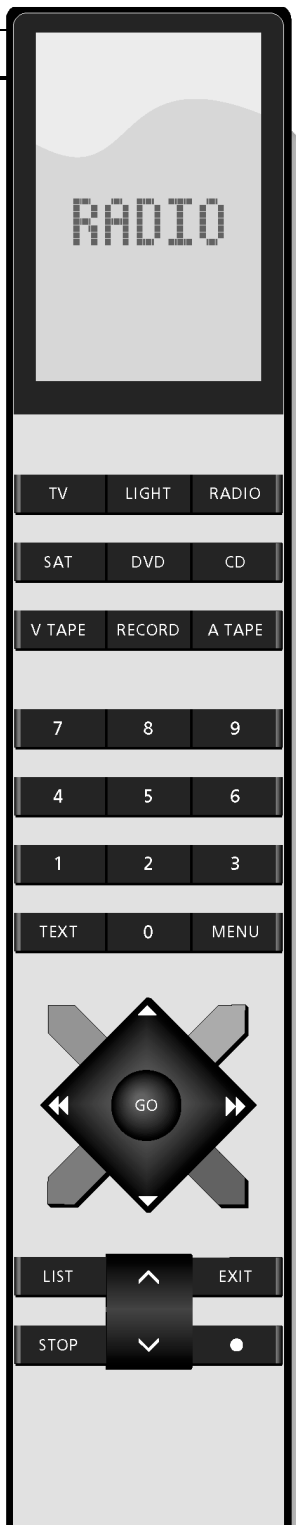 RADIO
TV LIGHT RADIO
SAT DVD CD
V TAPE RECORD A TAPE
7 8 9
4 5 6
1 2 3
TEXT 0 MENU
GO
LIST EXIT
STOP